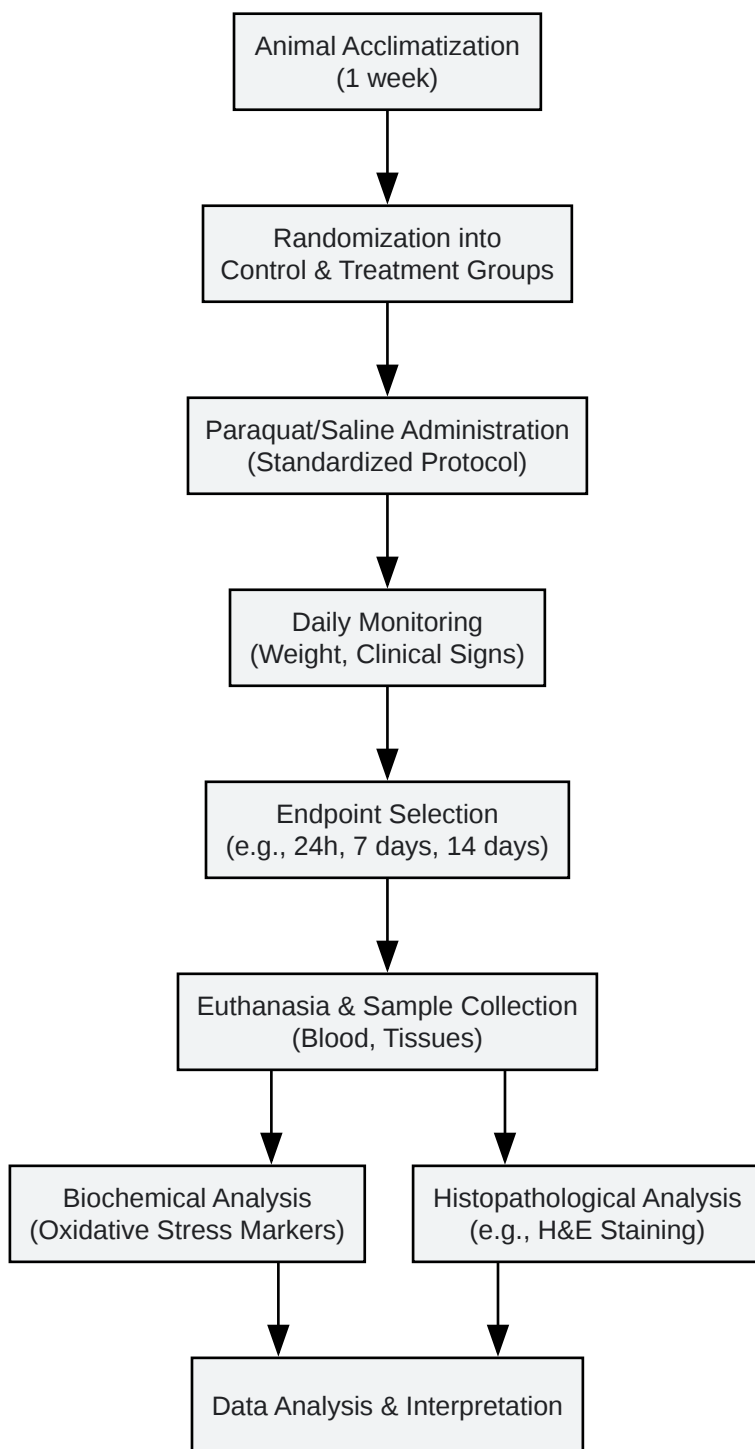 Animal Acclimatization
(1 week)
Randomization into
Control & Treatment Groups
Paraquat/Saline Administration
(Standardized Protocol)
Daily Monitoring
(Weight, Clinical Signs)
Endpoint Selection
(e.g., 24h, 7 days, 14 days)
Euthanasia & Sample Collection
(Blood, Tissues)
Biochemical Analysis
(Oxidative Stress Markers)
Histopathological Analysis
(e.g., H&E Staining)
Data Analysis & Interpretation